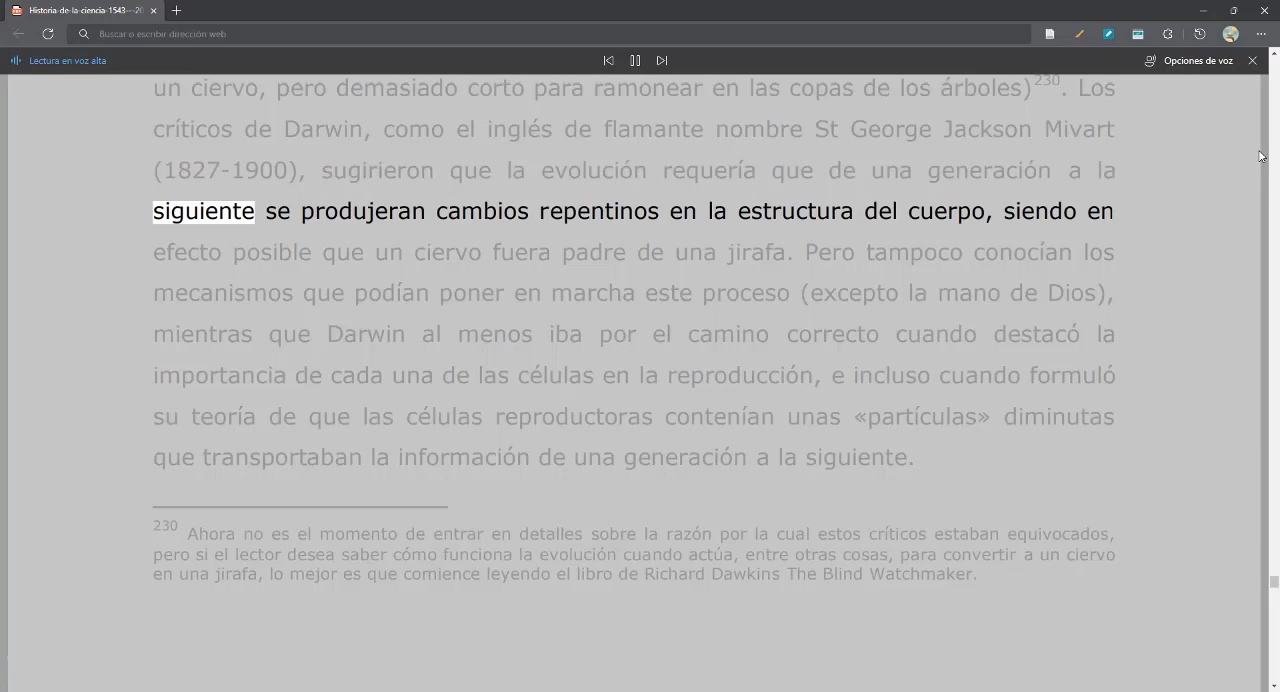 Historia-de-la-ciencia-1543---20
Buscar o escribir dirección web
Lectura en voz alta
Opciones de voz
un ciervo, pero demasiado corto para ramonear en las copas de los árboles)230. Los
críticos de Darwin, como el inglés de flamante nombre St George Jackson Mivart
(1827-1900), sugirieron que la evolución requería que de una generación a la
siguiente se produjeran cambios repentinos en la estructura del cuerpo, siendo en
efecto posible que un ciervo fuera padre de una jirafa. Pero tampoco conocían los
mecanismos que podían poner en marcha este proceso (excepto la mano de Dios),
mientras que Darwin al menos iba por el camino correcto cuando destacó la
importancia de cada una de las células en la reproducción, e incluso cuando formuló
su teoría de que las células reproductoras contenían unas «partículas» diminutas
que transportaban la información de una generación a la siguiente.
230 Ahora no es el momento de entrar en detalles sobre la razón por la cual estos críticos estaban equivocados,
pero si el lector desea saber cómo funciona la evolución cuando actúa, entre otras cosas, para convertir a un ciervo
en una jirafa, lo mejor es que comience leyendo el libro de Richard Dawkins The Blind Watchmaker.